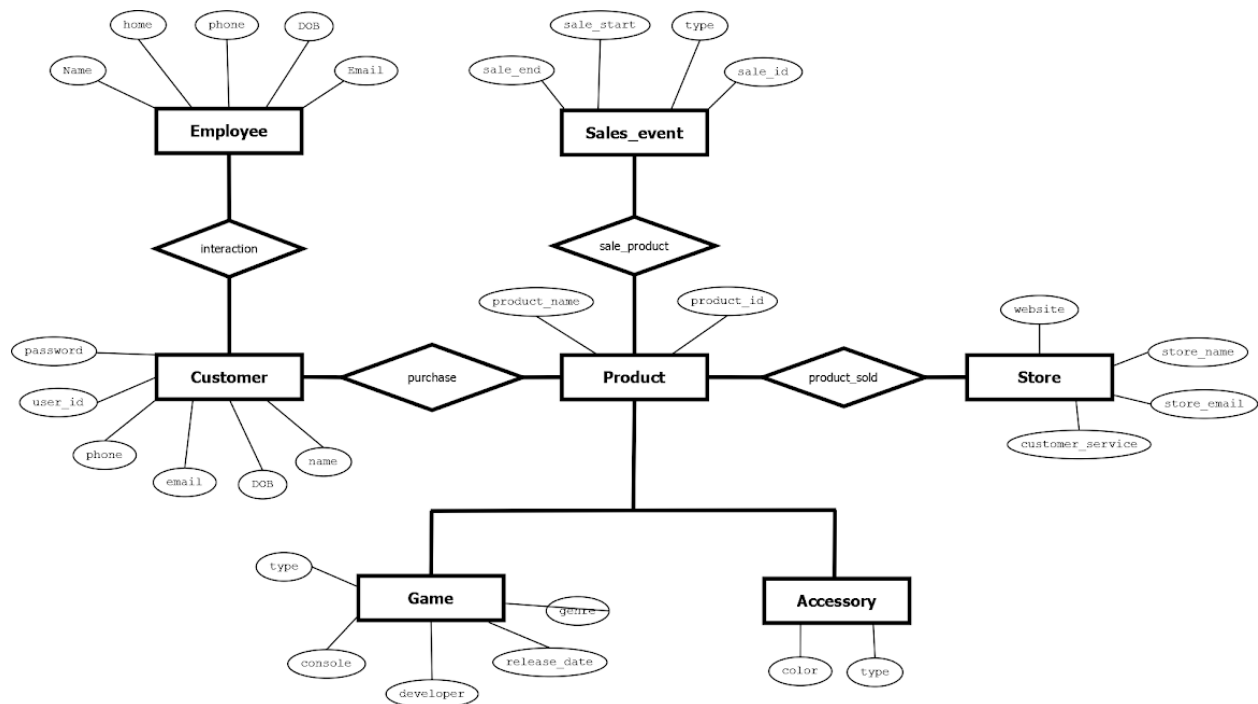 home
phone
DOB
Name
Email
Employee
sale_start
type
sale_end
sale_id
Sales_event
interaction
sale_product
product_name
product_id
website
password
Customer
purchase
Product
product_sold
Store
store_name
user_id
store_email
phone
email
DOB
name
customer_service
type
Game
genre
console
developer
release_date
Accessory
color
type